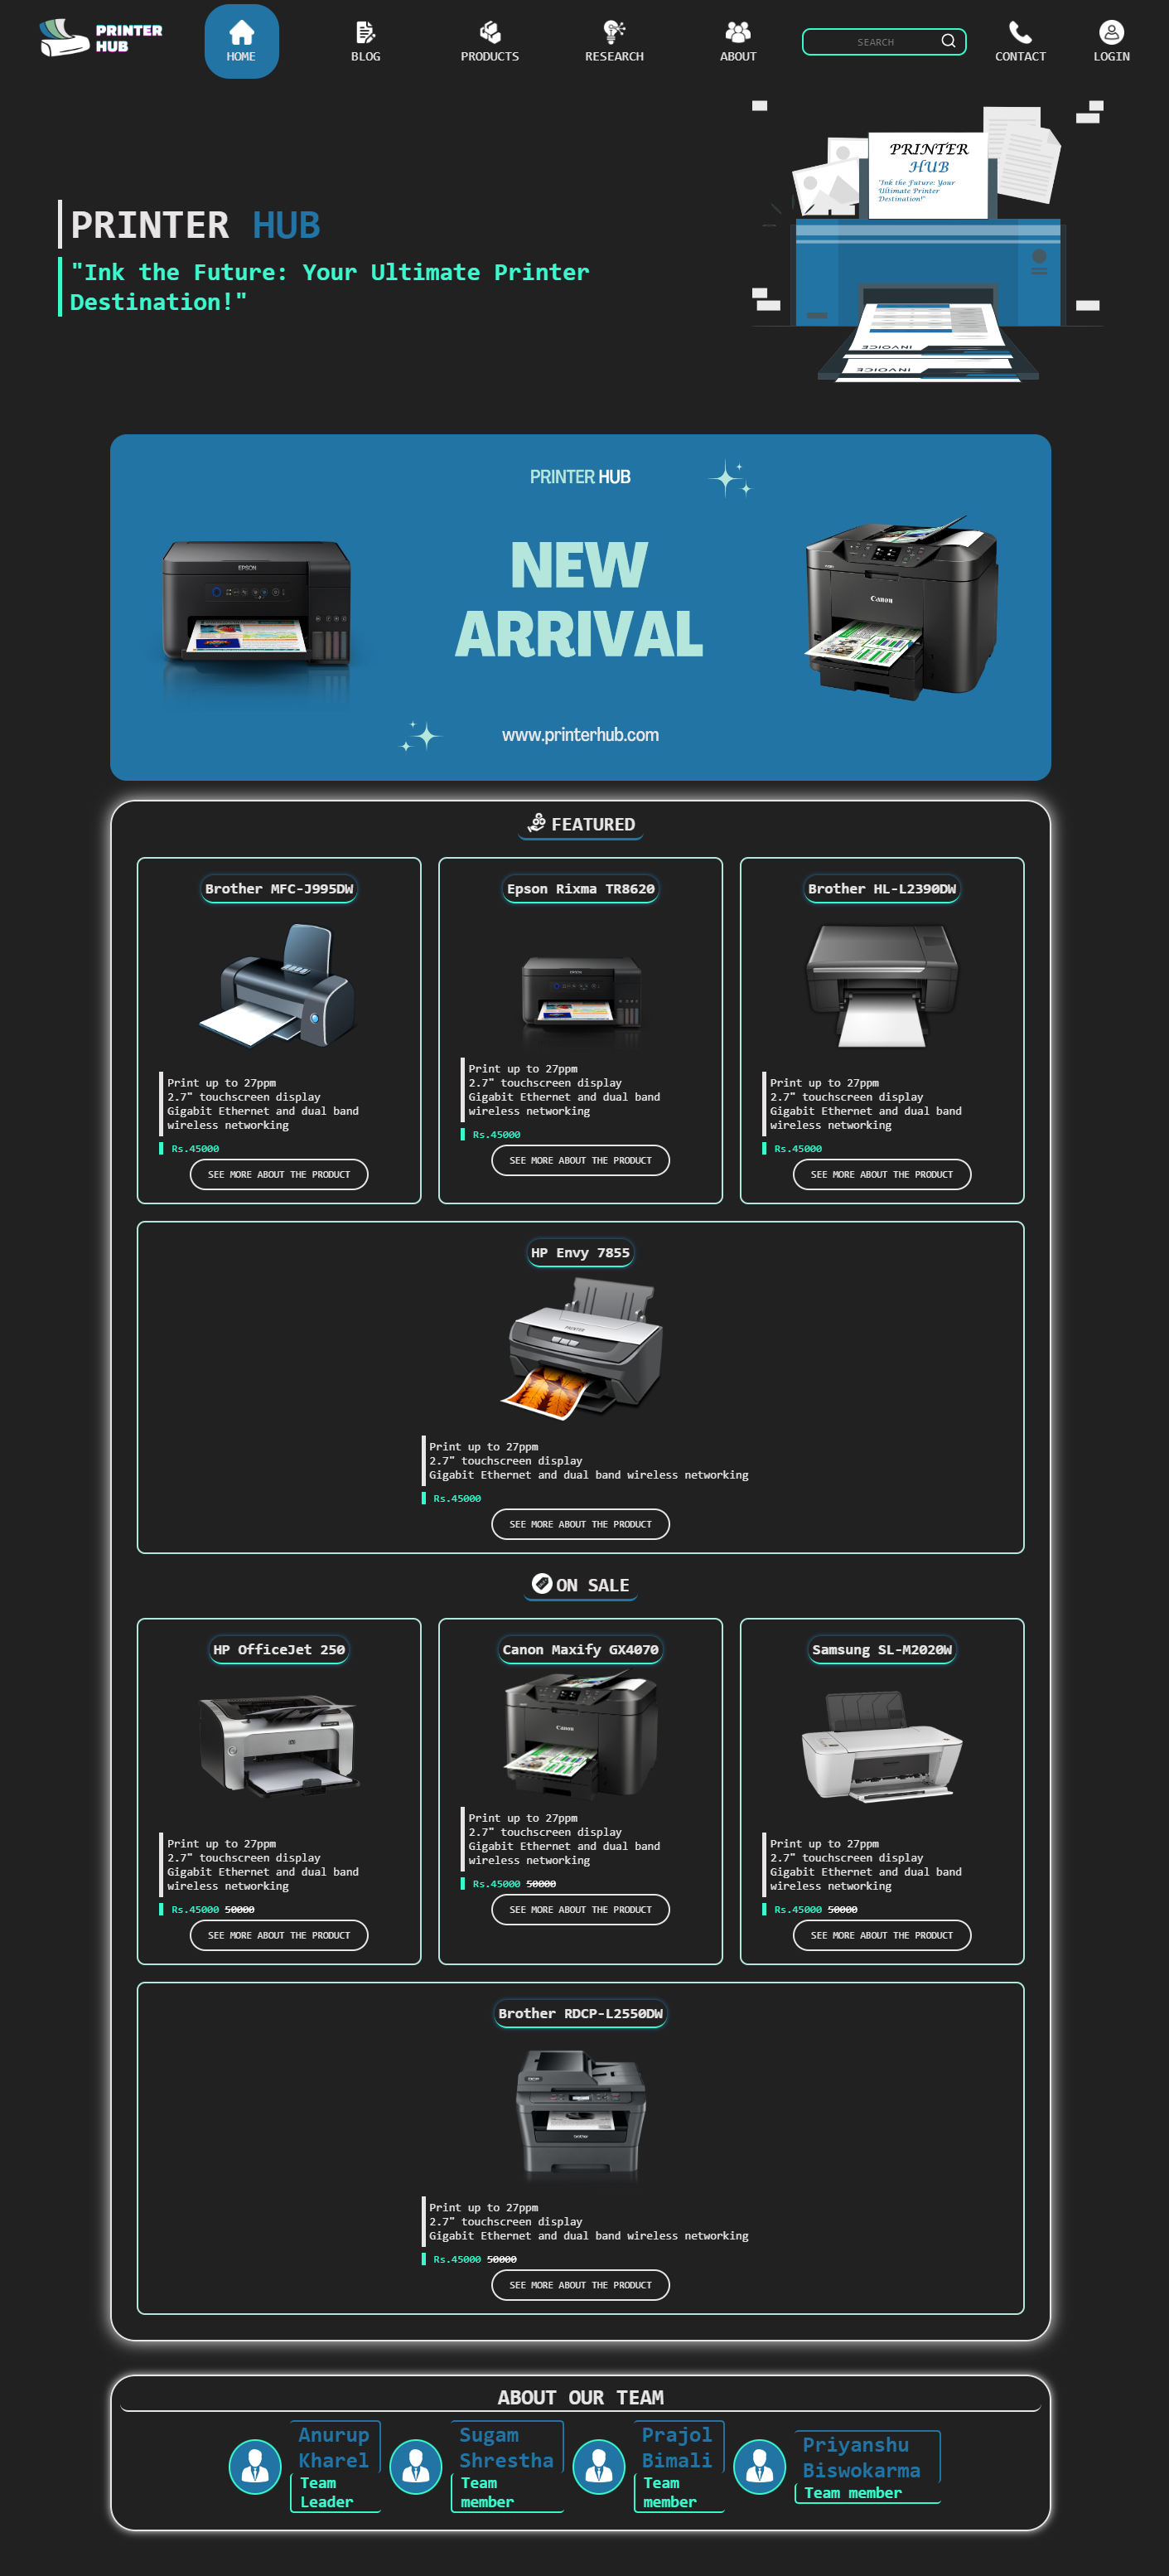 PRINTER
HUB
HOME
BLOG
PRODUCTS
RESEARCH
ABOUT
SEARCH
CONTACT
LOGIN
PRINTER HUB
"Ink the Future: Your Ultimate Printer
Destination!"
PRINTER
HUB
"Ink the Future: Your
Ultimate Printer
Destination!"
INVOICE
INVOICE
PRINTER HUB
NEW
ARRIVAL
EPSON
Canon
www.printerhub.com
FEATURED
Brother MFC-J995DW
Print up to 27ppm
2.7" touchscreen display
Gigabit Ethernet and dual band
wireless networking
Rs.45000
SEE MORE ABOUT THE PRODUCT
Epson Rixma TR8620
EPSON
Print up to 27ppm
2.7" touchscreen display
Gigabit Ethernet and dual band
wireless networking
Rs.45000
SEE MORE ABOUT THE PRODUCT
Brother HL-L2390DW
Print up to 27ppm
2.7" touchscreen display
Gigabit Ethernet and dual band
wireless networking
Rs.45000
SEE MORE ABOUT THE PRODUCT
HP Envy 7855
PRINTER
Print up to 27ppm
2.7" touchscreen display
Gigabit Ethernet and dual band wireless networking
Rs.45000
SEE MORE ABOUT THE PRODUCT
ON SALE
HP OfficeJet 250
Print up to 27ppm
2.7" touchscreen display
Gigabit Ethernet and dual band
wireless networking
Rs.45000 50000
SEE MORE ABOUT THE PRODUCT
Canon Maxify GX4070
Canon
Print up to 27ppm
2.7" touchscreen display
Gigabit Ethernet and dual band
wireless networking
Rs.45000 50000
SEE MORE ABOUT THE PRODUCT
Samsung SL-M2020W
Print up to 27ppm
2.7" touchscreen display
Gigabit Ethernet and dual band
wireless networking
Rs.45000 50000
SEE MORE ABOUT THE PRODUCT
Brother RDCP-L2550DW
brother
Print up to 27ppm
2.7" touchscreen display
Gigabit Ethernet and dual band wireless networking
Rs.45000 50000
SEE MORE ABOUT THE PRODUCT
ABOUT OUR TEAM
Anurup
Kharel
Team
Leader
Sugam
Shrestha
Team
member
Prajol
Bimali
Team
member
Priyanshu
Biswokarma
Team member